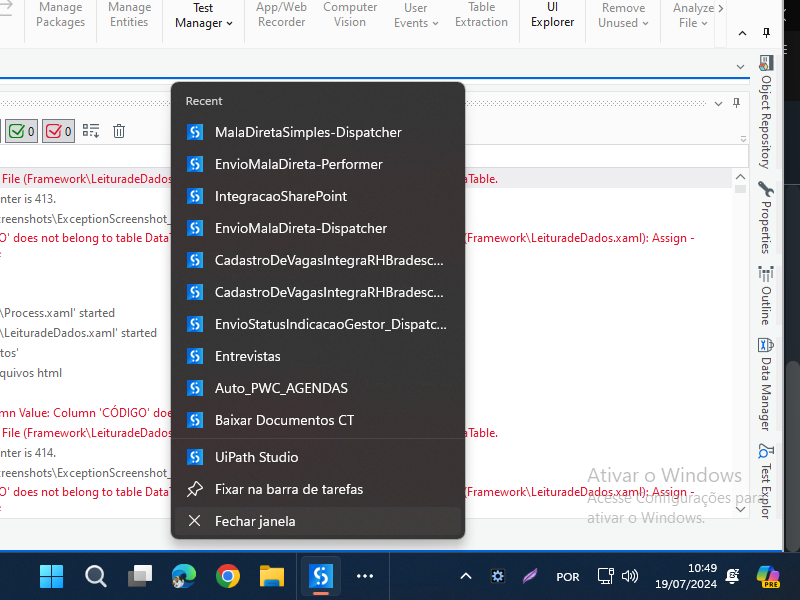 Manage
Packages
Manage
Entities
Test
Manager
App/Web
Recorder
Computer
Vision
User
Events
Table
Extraction
UI
Explorer
Remove
Unused
Analyze
File
0
0
Recent
MalaDiretaSimples-Dispatcher
EnvioMalaDireta-Performer
IntegracaoSharePoint
EnvioMalaDireta-Dispatcher
CadastroDeVagasIntegraRHBradesc...
CadastroDeVagasIntegraRHBradesc...
EnvioStatusIndicacaoGestor_Dispatc...
Entrevistas
Auto_PWC_AGENDAS
Baixar Documentos CT
UiPath Studio
Fixar na barra de tarefas
Fechar janela
File (Framework\LeituradeDados
aTable.
nter is 413.
reenshots\ExceptionScreenshot_
O' does not belong to table Data
(Framework\LeituradeDados.xaml): Assign -
\Process.xaml' started
\LeituradeDados.xaml' started
tos'
quivos html
mn Value: Column 'CÓDIGO' doe
File (Framework\LeituradeDados
aTable.
nter is 414.
reenshots\ExceptionScreenshot_
O' does not belong to table Data
(Framework\LeituradeDados.xaml): Assign -
Object Repository
Properties
Outline
Data Manager
Test Explor
Ativar o Windows
Acesse Configurações para
ativar o Windows.
POR
10:49
19/07/2024
PRE